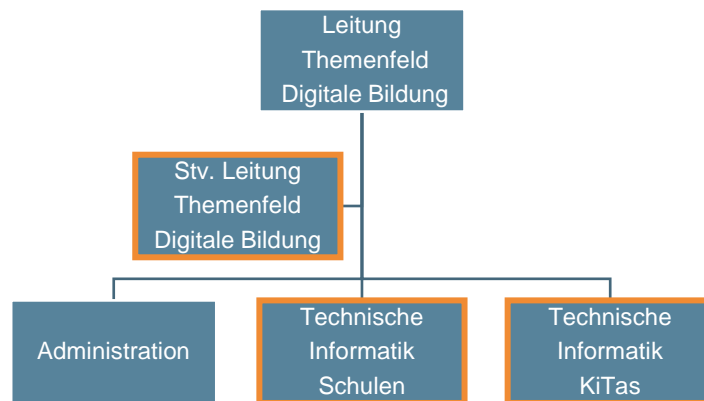 Leitung
Themenfeld
Digitale Bildung
Stv. Leitung
Themenfeld
Digitale Bildung
Administration
Technische
Informatik
Schulen
Technische
Informatik
KiTas